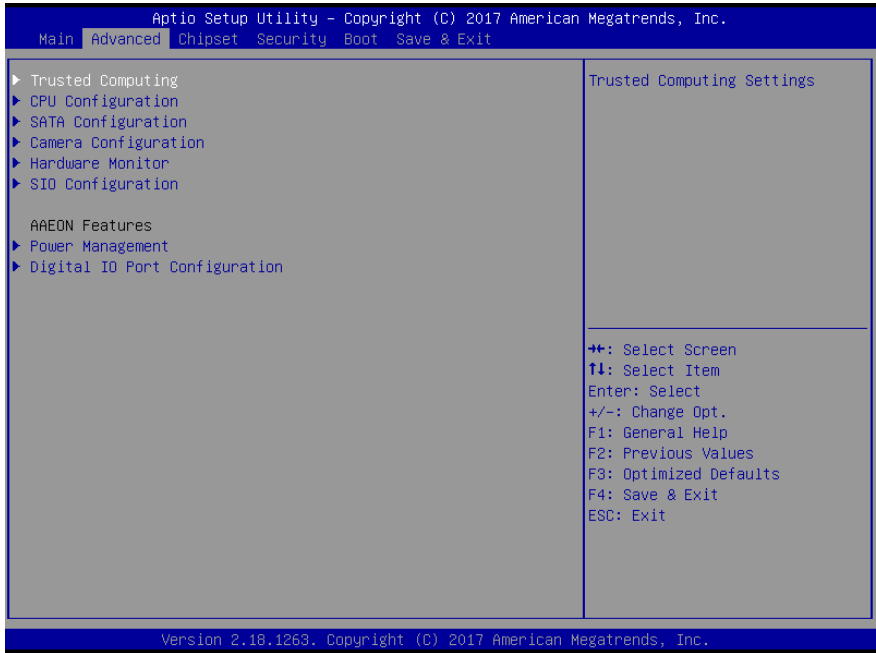 Aptio Setup Utility – Copyright (C) 2017 American Megatrends, Inc.
Main Advanced Chipset Security Boot Save & Exit
▶ Trusted Computing
▶ CPU Configuration
▶ SATA Configuration
▶ Camera Configuration
▶ Hardware Monitor
▶ SIO Configuration
AAEON Features
▶ Power Management
▶ Digital IO Port Configuration
Trusted Computing Settings
→←: Select Screen
↑↓: Select Item
Enter: Select
+/-: Change Opt.
F1: General Help
F2: Previous Values
F3: Optimized Defaults
F4: Save & Exit
ESC: Exit
Version 2.18.1263. Copyright (C) 2017 American Megatrends, Inc.